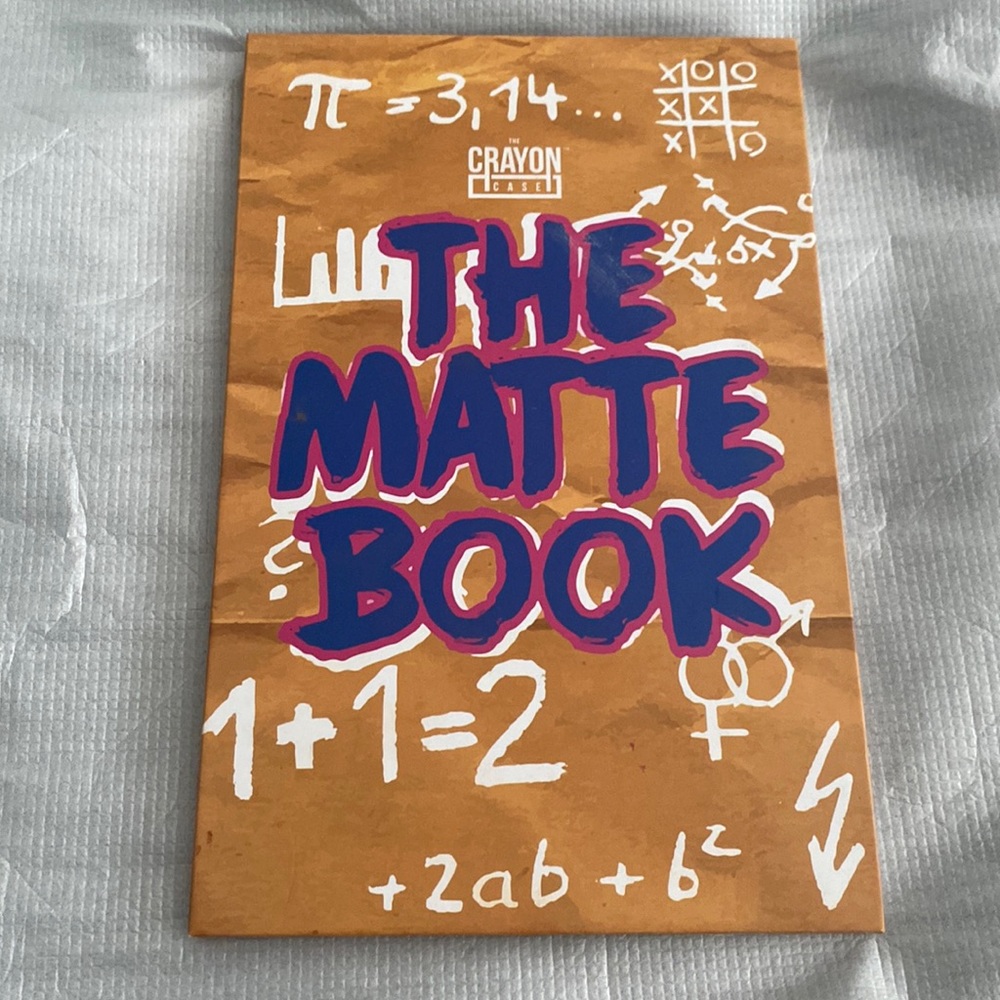 π = 3,14...
X O O
X X
X O
THE
CRAYON
CASE
THE
MATTE
BOOK
?
1+1=2
+2ab+b²